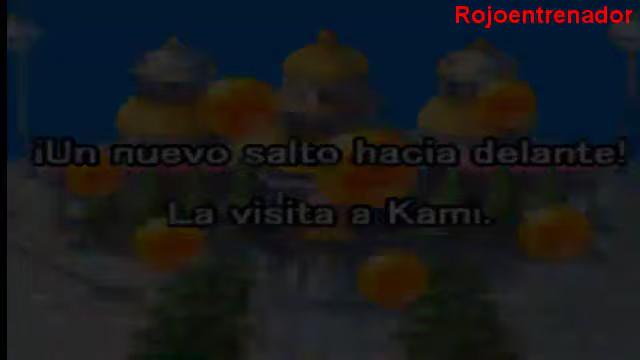 Rojoentrenador
¡Un nuevo salto hacia delante!
La visita a Kami.